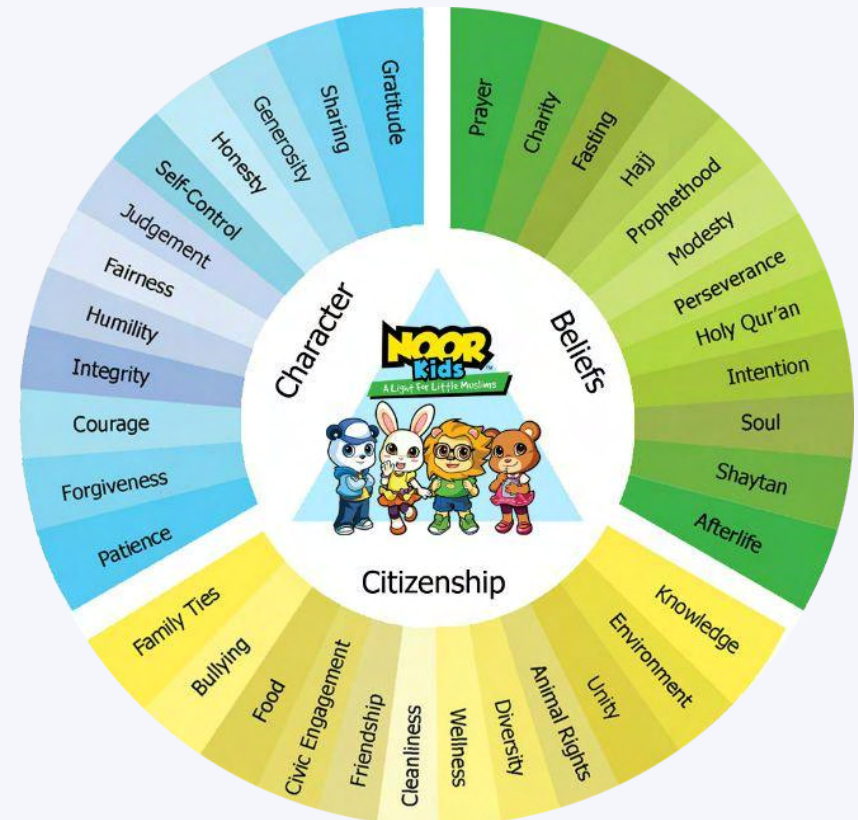 Gratitude
Sharing
Generosity
Honesty
Self-Control
Judgement
Fairness
Humility
Integrity
Courage
Forgiveness
Patience
Prayer
Charity
Fasting
Hajj
Prophethood
Modesty
Perseverance
Holy Qur'an
Intention
Soul
Shaytan
Afterlife
Character
Beliefs
NOOR
Kids™
A Light For Little Muslims
Citizenship
Family Ties
Bullying
Food
Civic Engagement
Friendship
Cleanliness
Wellness
Diversity
Animal Rights
Unity
Environment
Knowledge